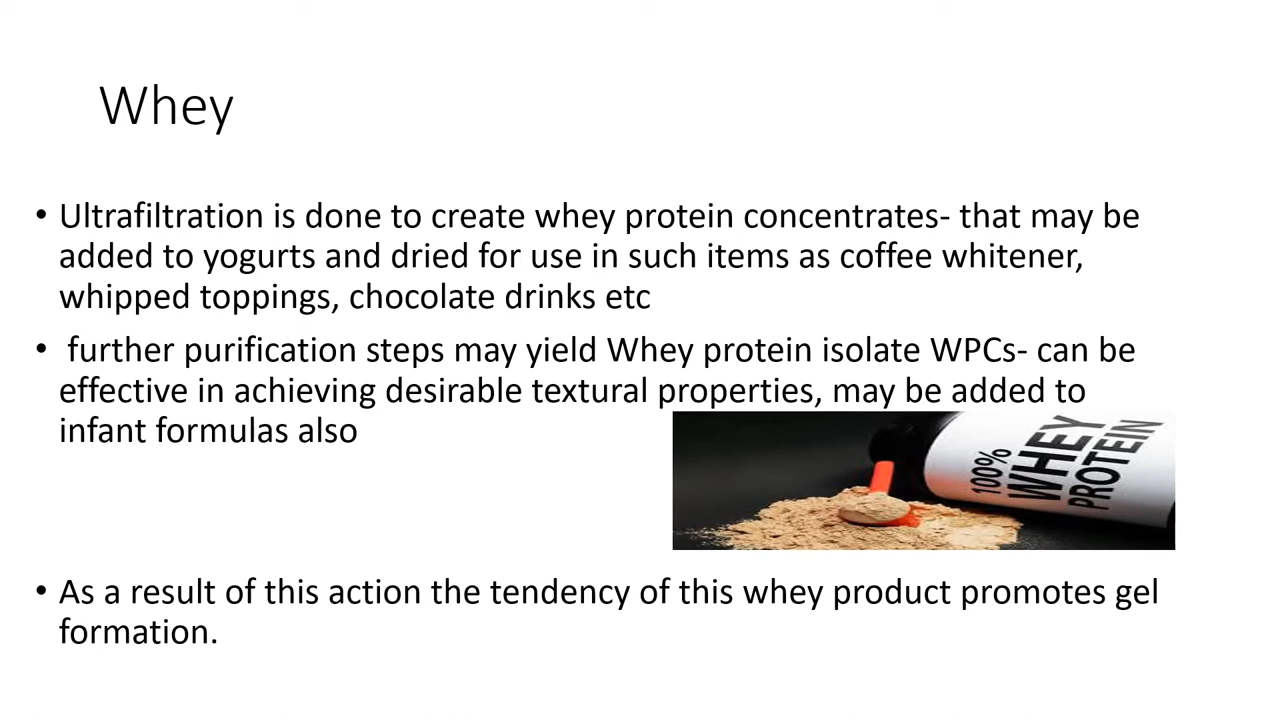 Whey
• Ultrafiltration is done to create whey protein concentrates- that may be
added to yogurts and dried for use in such items as coffee whitener,
whipped toppings, chocolate drinks etc
• further purification steps may yield Whey protein isolate WPCs- can be
effective in achieving desirable textural properties, may be added to
infant formulas also
100%
WHEY
PROTEIN
• As a result of this action the tendency of this whey product promotes gel
formation.